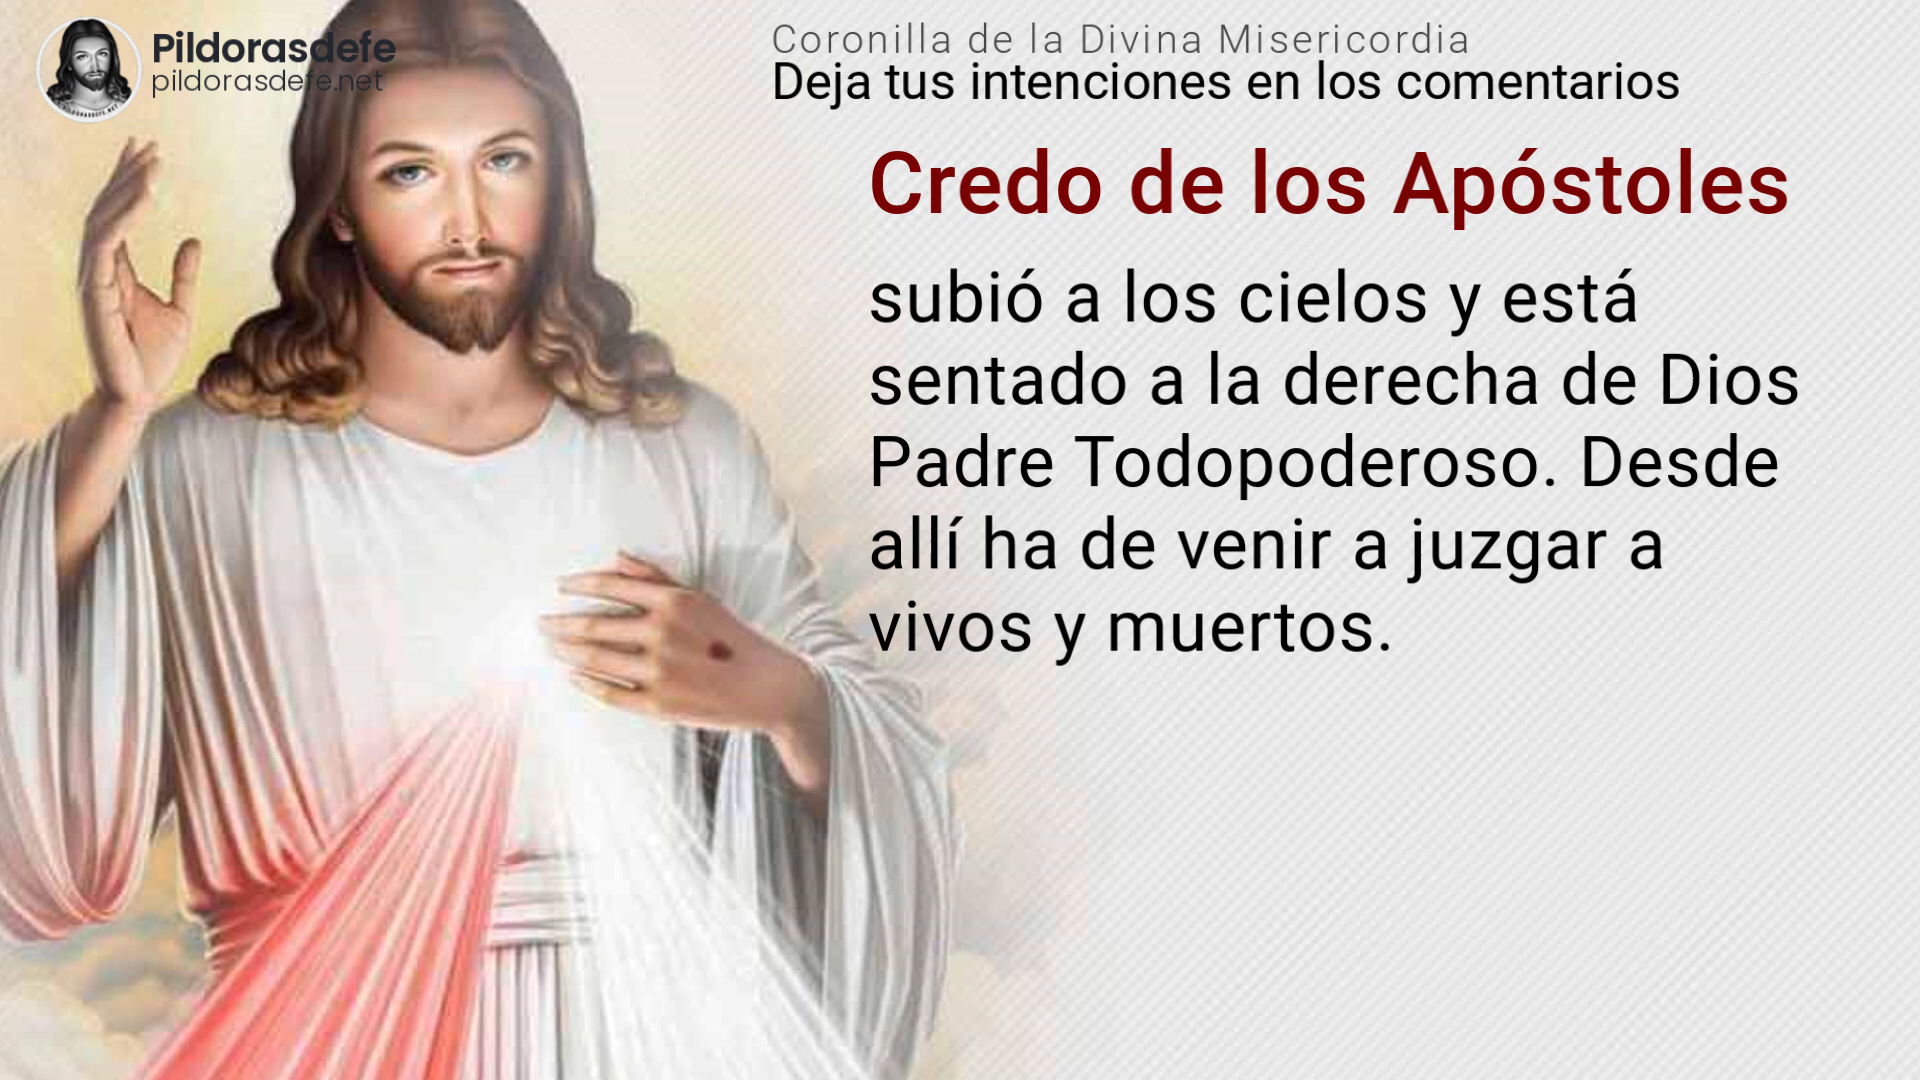 Pildorasdefe
pildorasdefe.net
Coronilla de la Divina Misericordia
Deja tus intenciones en los comentarios
Credo de los Apóstoles
subió a los cielos y está
sentado a la derecha de Dios
Padre Todopoderoso. Desde
allí ha de venir a juzgar a
vivos y muertos.